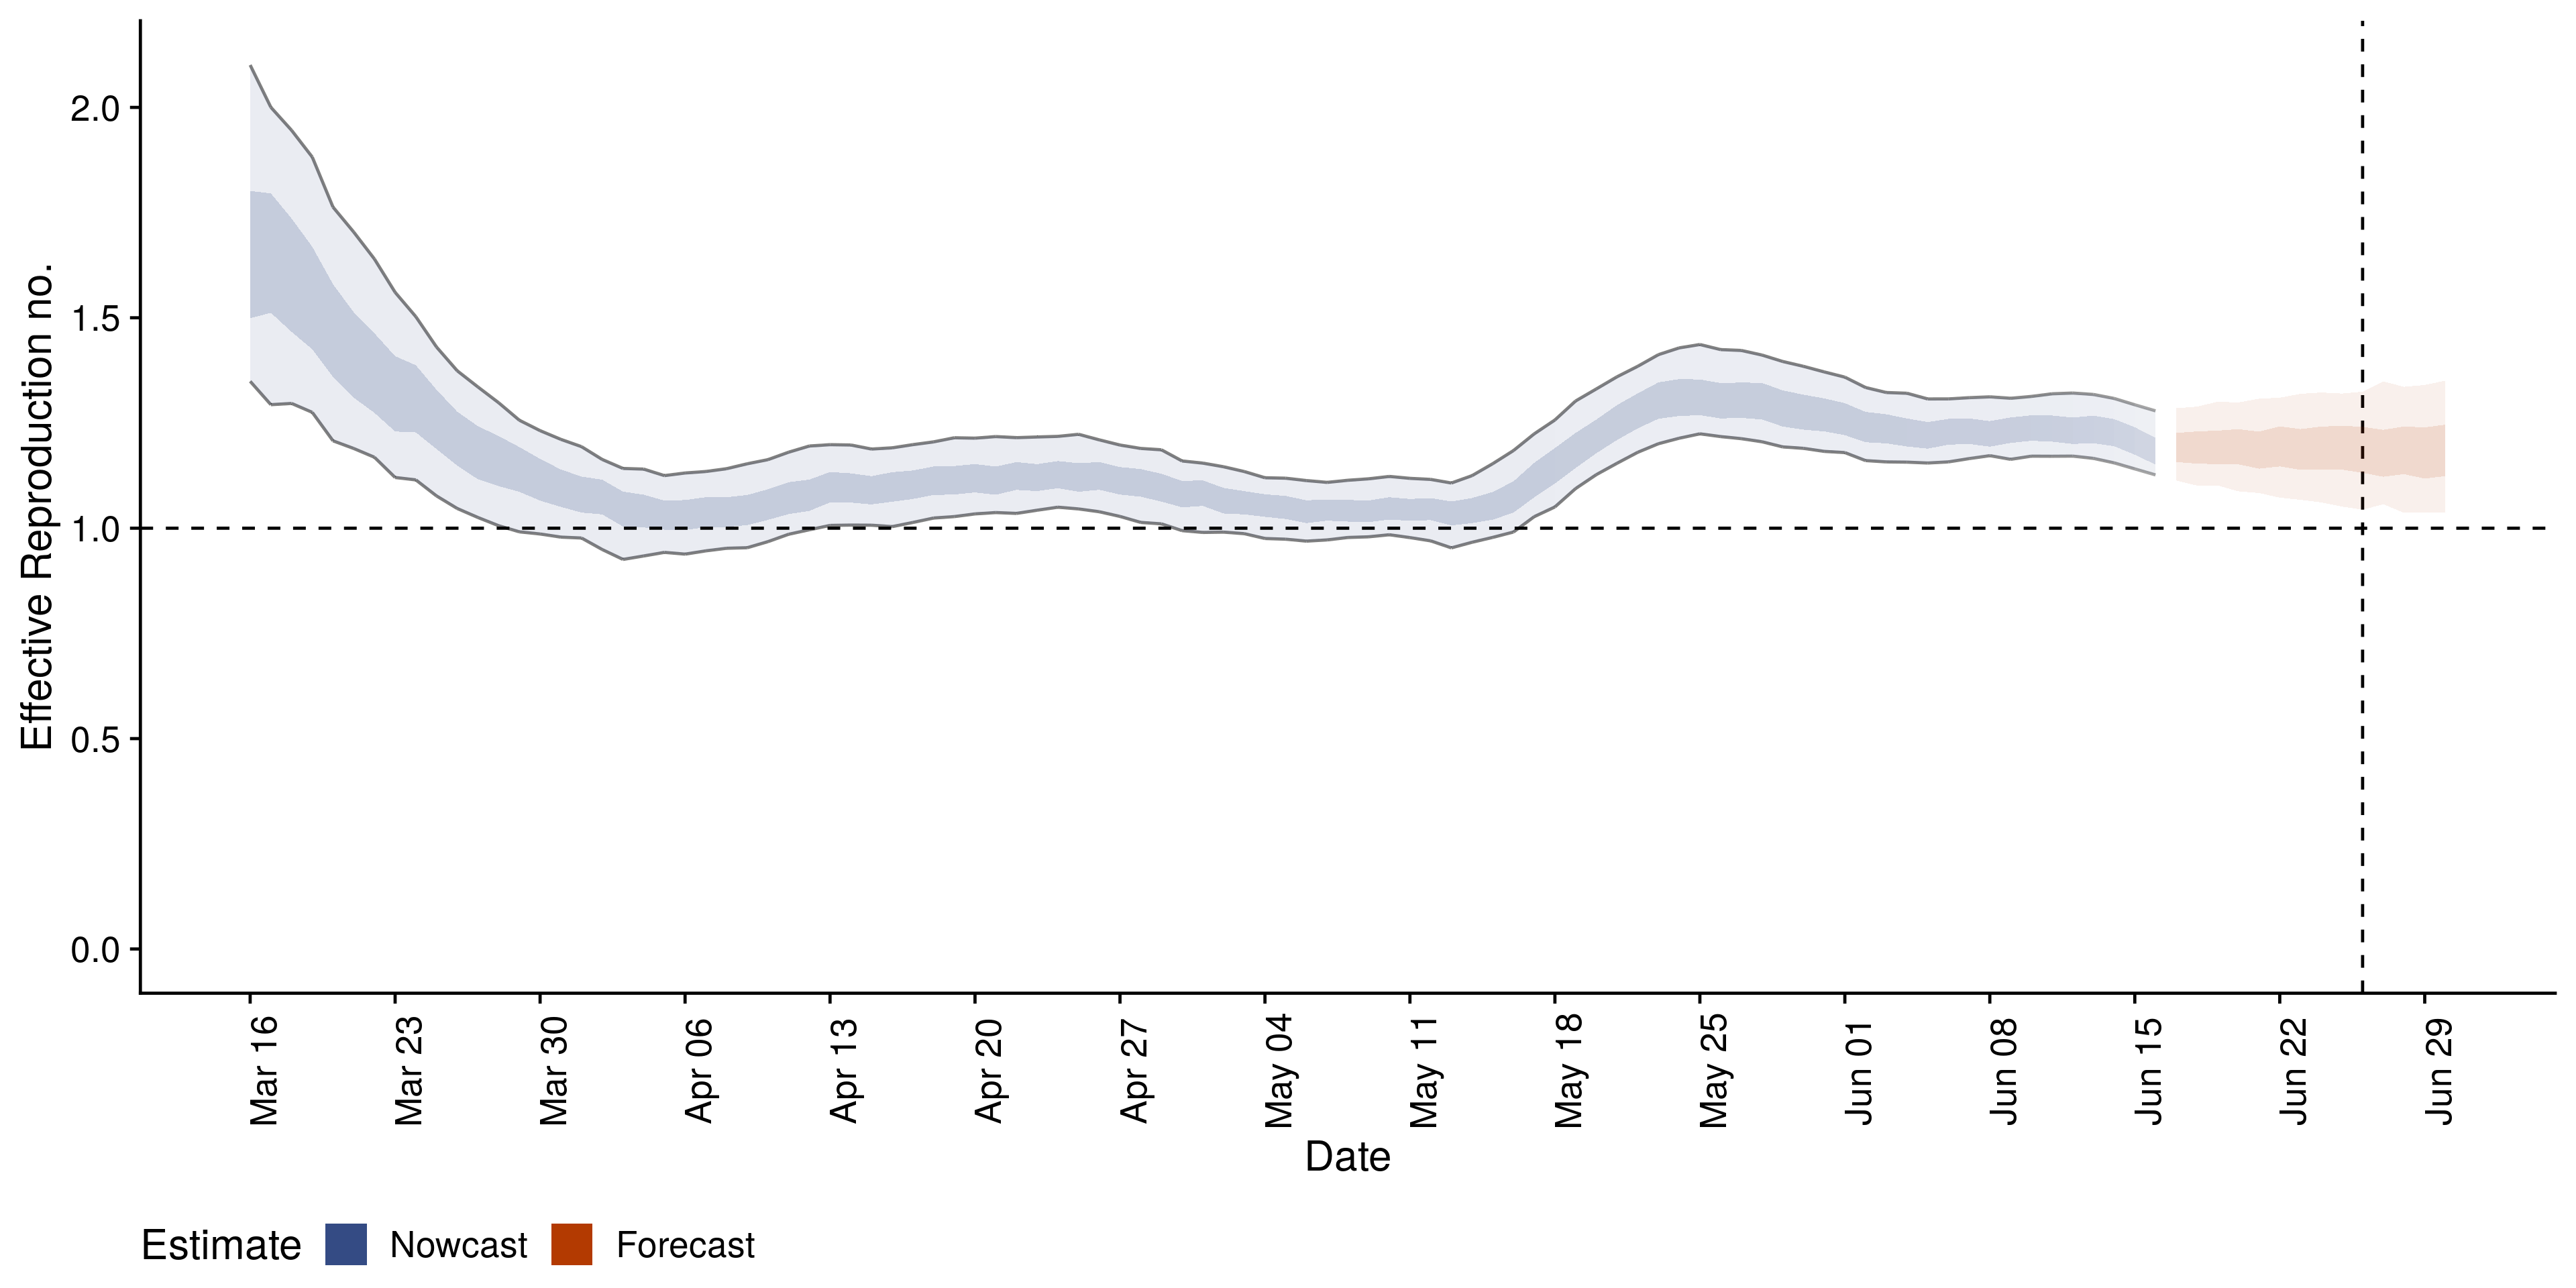 Effective Reproduction no.
2.0
1.5
1.0
0.5
0.0
Mar 16
Mar 23
Mar 30
Apr 06
Apr 13
Apr 20
Apr 27
May 04
May 11
May 18
May 25
Jun 01
Jun 08
Jun 15
Jun 22
Jun 29
Date
Estimate Nowcast Forecast